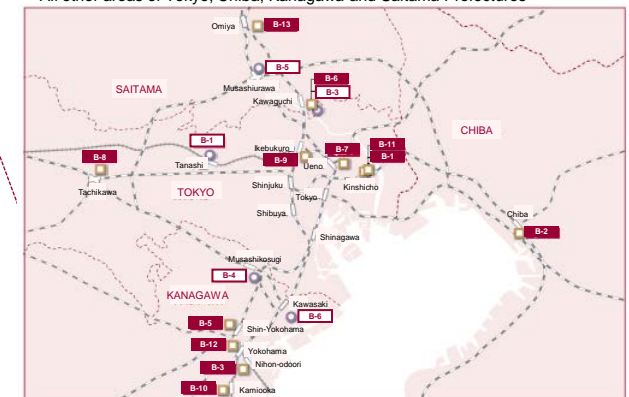 All other areas of Tokyo, Chiba, Kanagawa and Saitama Prefectures
Omiya
B-13
B-5
SAITAMA
Musashiurawa
B-6
Kawaguchi
B-3
CHIBA
B-1
B-11
Ikebukuro
B-7
B-8
B-9
Ueno
B-1
Tanashi
Tachikawa
Shinjuku
Kinshicho
TOKYO
Tokyo
Shibuya
Chiba
B-2
Shinagawa
Musashikosugi
B-4
KANAGAWA
Kawasaki
B-6
B-5
Shin-Yokohama
B-12
Yokohama
Nihon-odoori
B-3
B-10
Kamiooka